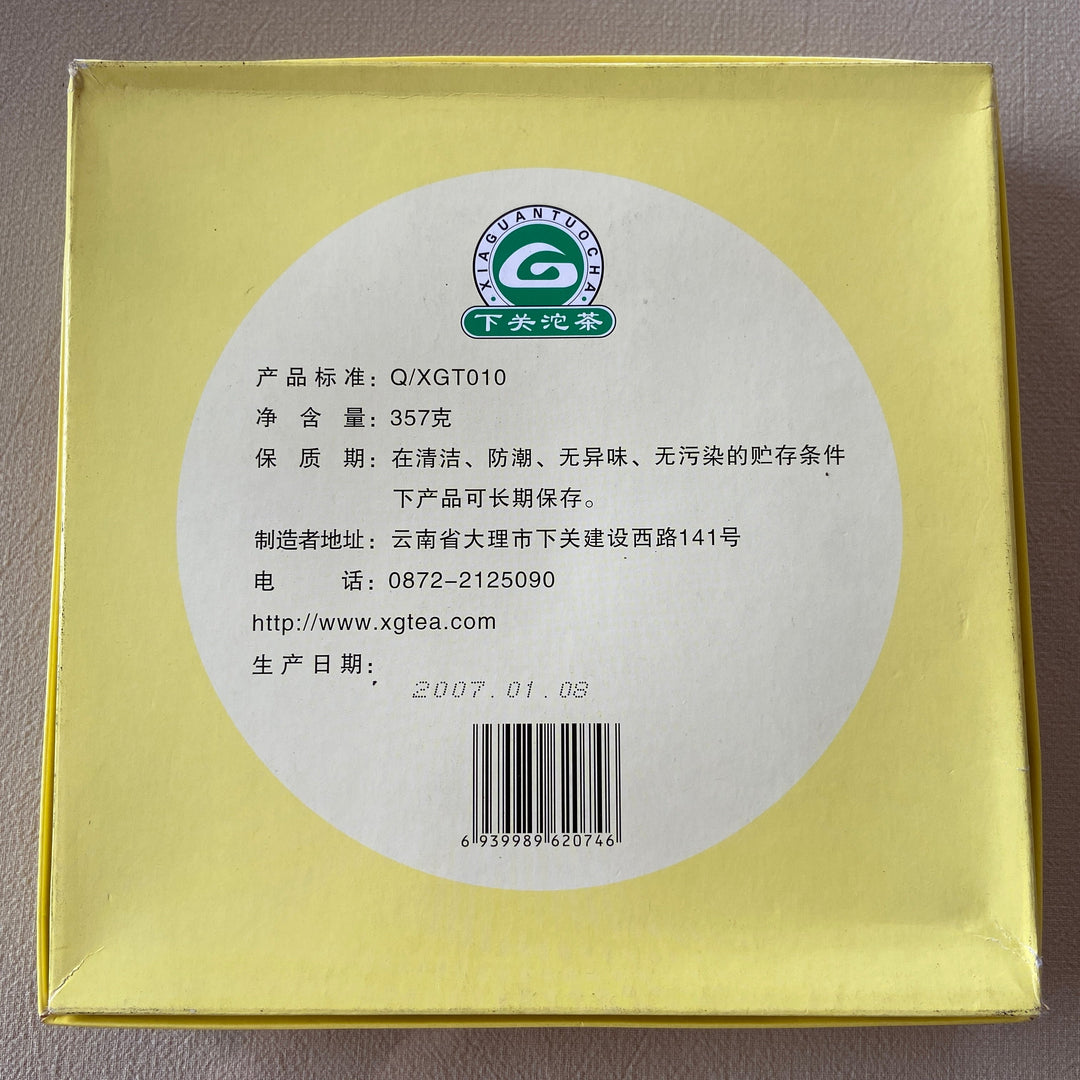 XIAGUANTUOCHA
下关沱茶
产品标准：Q/XGT010
净含量：357克
保质期：在清洁、防潮、无异味、无污染的贮存条件
下产品可长期保存。
制造者地址：云南省大理市下关建设西路141号
电话：0872-2125090
http://www.xgtea.com
生产日期：
2007.01.08
6 939989 620746